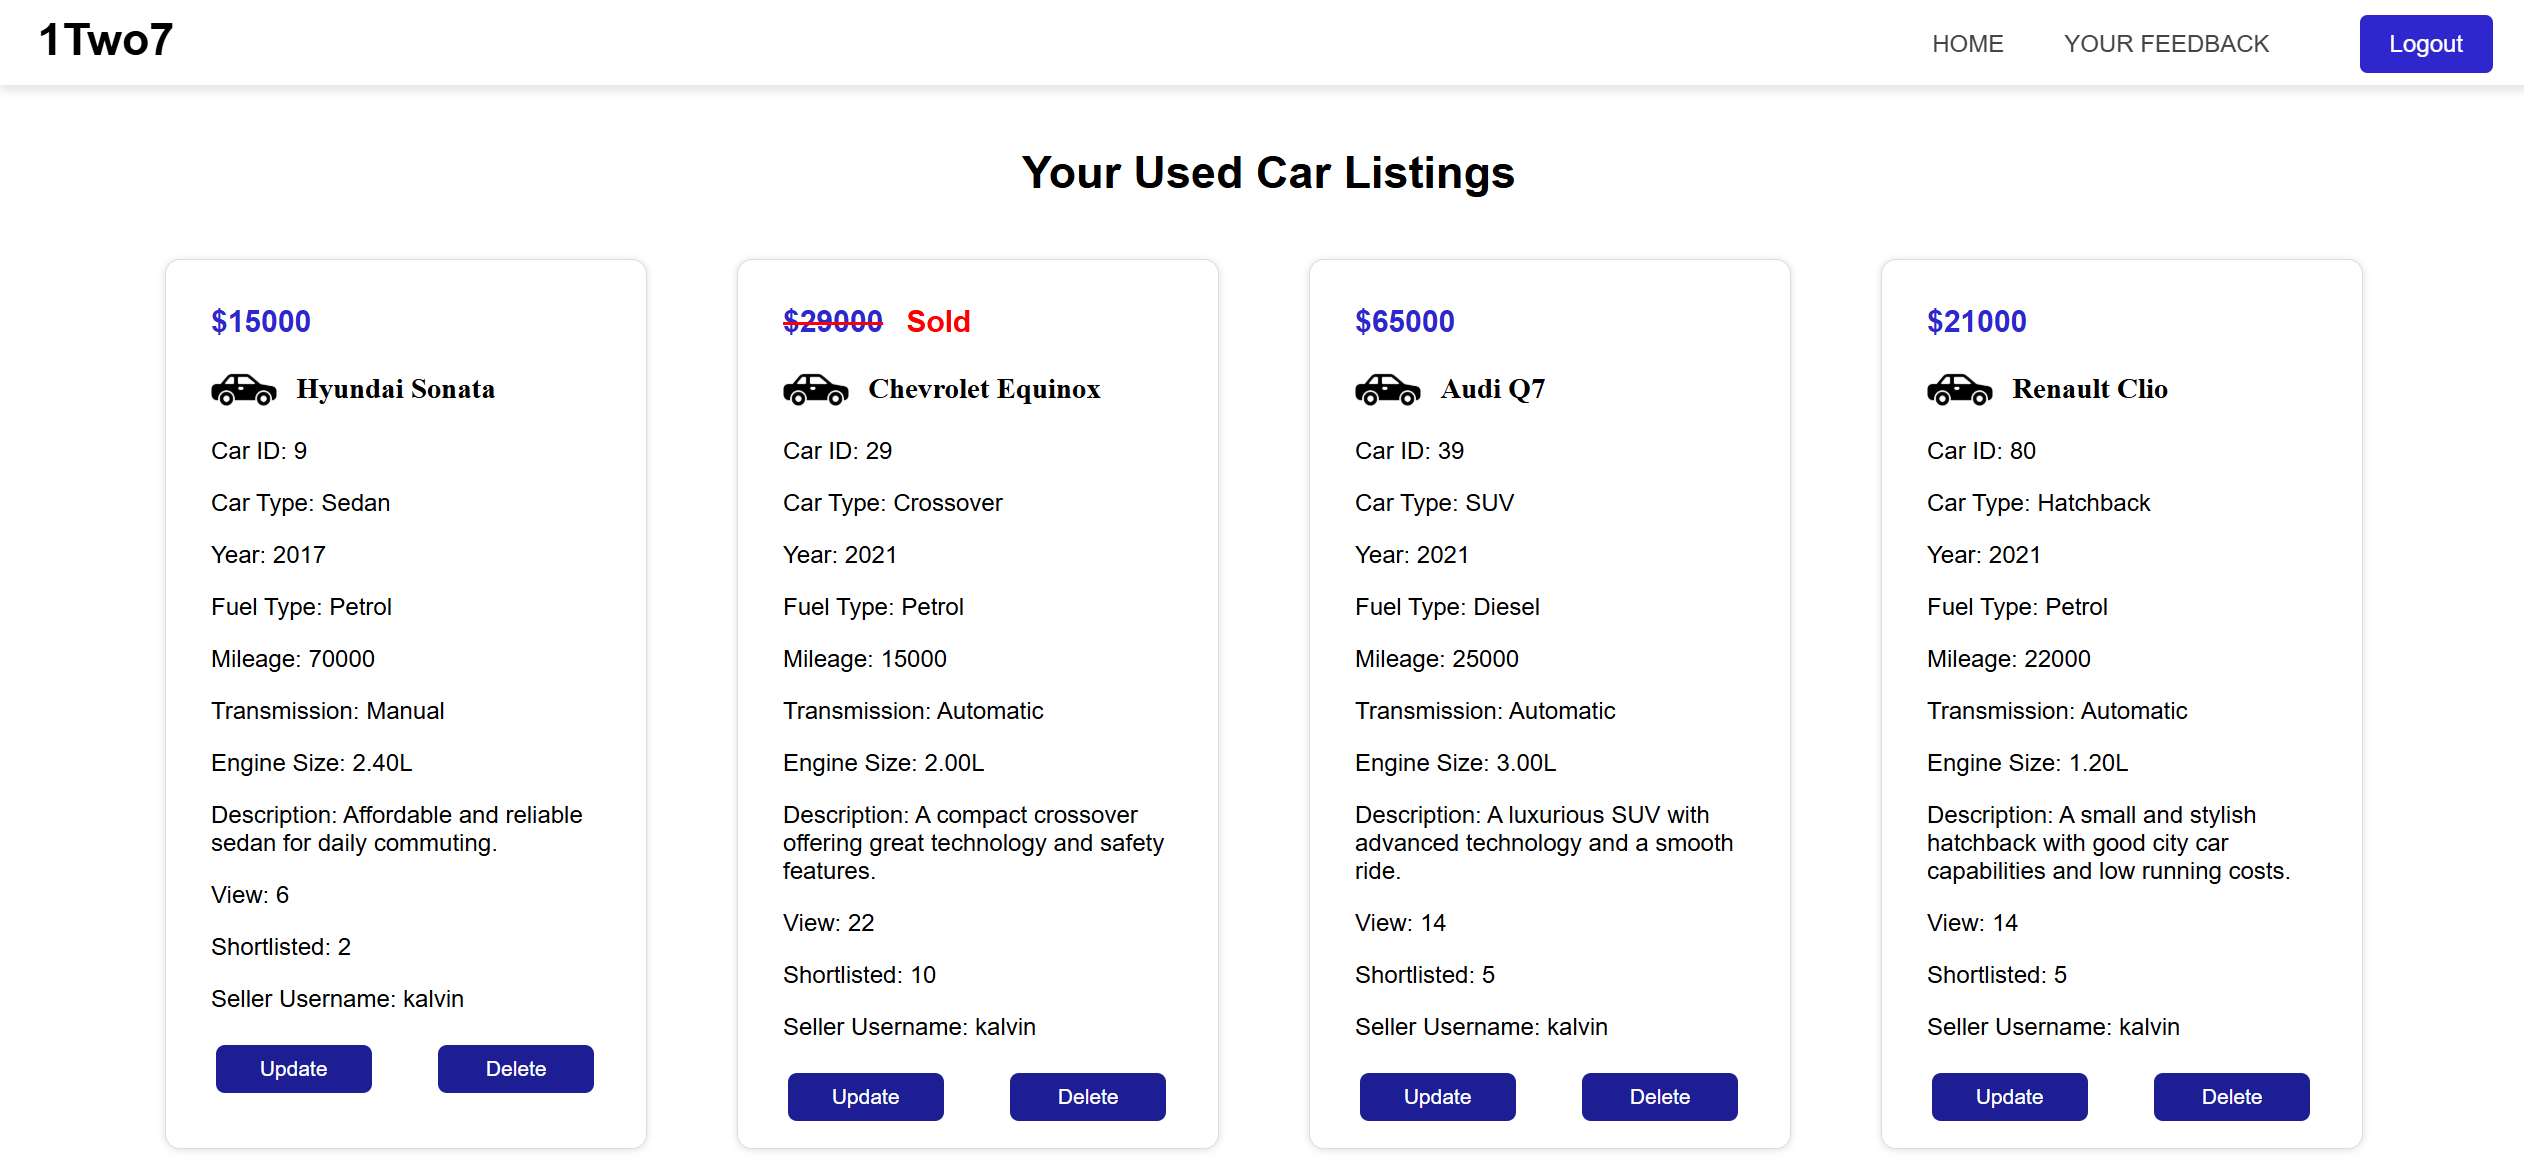 1Two7
HOME
YOUR FEEDBACK
Logout
Your Used Car Listings
$15000
Hyundai Sonata
Car ID: 9
Car Type: Sedan
Year: 2017
Fuel Type: Petrol
Mileage: 70000
Transmission: Manual
Engine Size: 2.40L
Description: Affordable and reliable
sedan for daily commuting.
View: 6
Shortlisted: 2
Seller Username: kalvin
Update
Delete
$29000 Sold
Chevrolet Equinox
Car ID: 29
Car Type: Crossover
Year: 2021
Fuel Type: Petrol
Mileage: 15000
Transmission: Automatic
Engine Size: 2.00L
Description: A compact crossover
offering great technology and safety
features.
View: 22
Shortlisted: 10
Seller Username: kalvin
Update
Delete
$65000
Audi Q7
Car ID: 39
Car Type: SUV
Year: 2021
Fuel Type: Diesel
Mileage: 25000
Transmission: Automatic
Engine Size: 3.00L
Description: A luxurious SUV with
advanced technology and a smooth
ride.
View: 14
Shortlisted: 5
Seller Username: kalvin
Update
Delete
$21000
Renault Clio
Car ID: 80
Car Type: Hatchback
Year: 2021
Fuel Type: Petrol
Mileage: 22000
Transmission: Automatic
Engine Size: 1.20L
Description: A small and stylish
hatchback with good city car
capabilities and low running costs.
View: 14
Shortlisted: 5
Seller Username: kalvin
Update
Delete